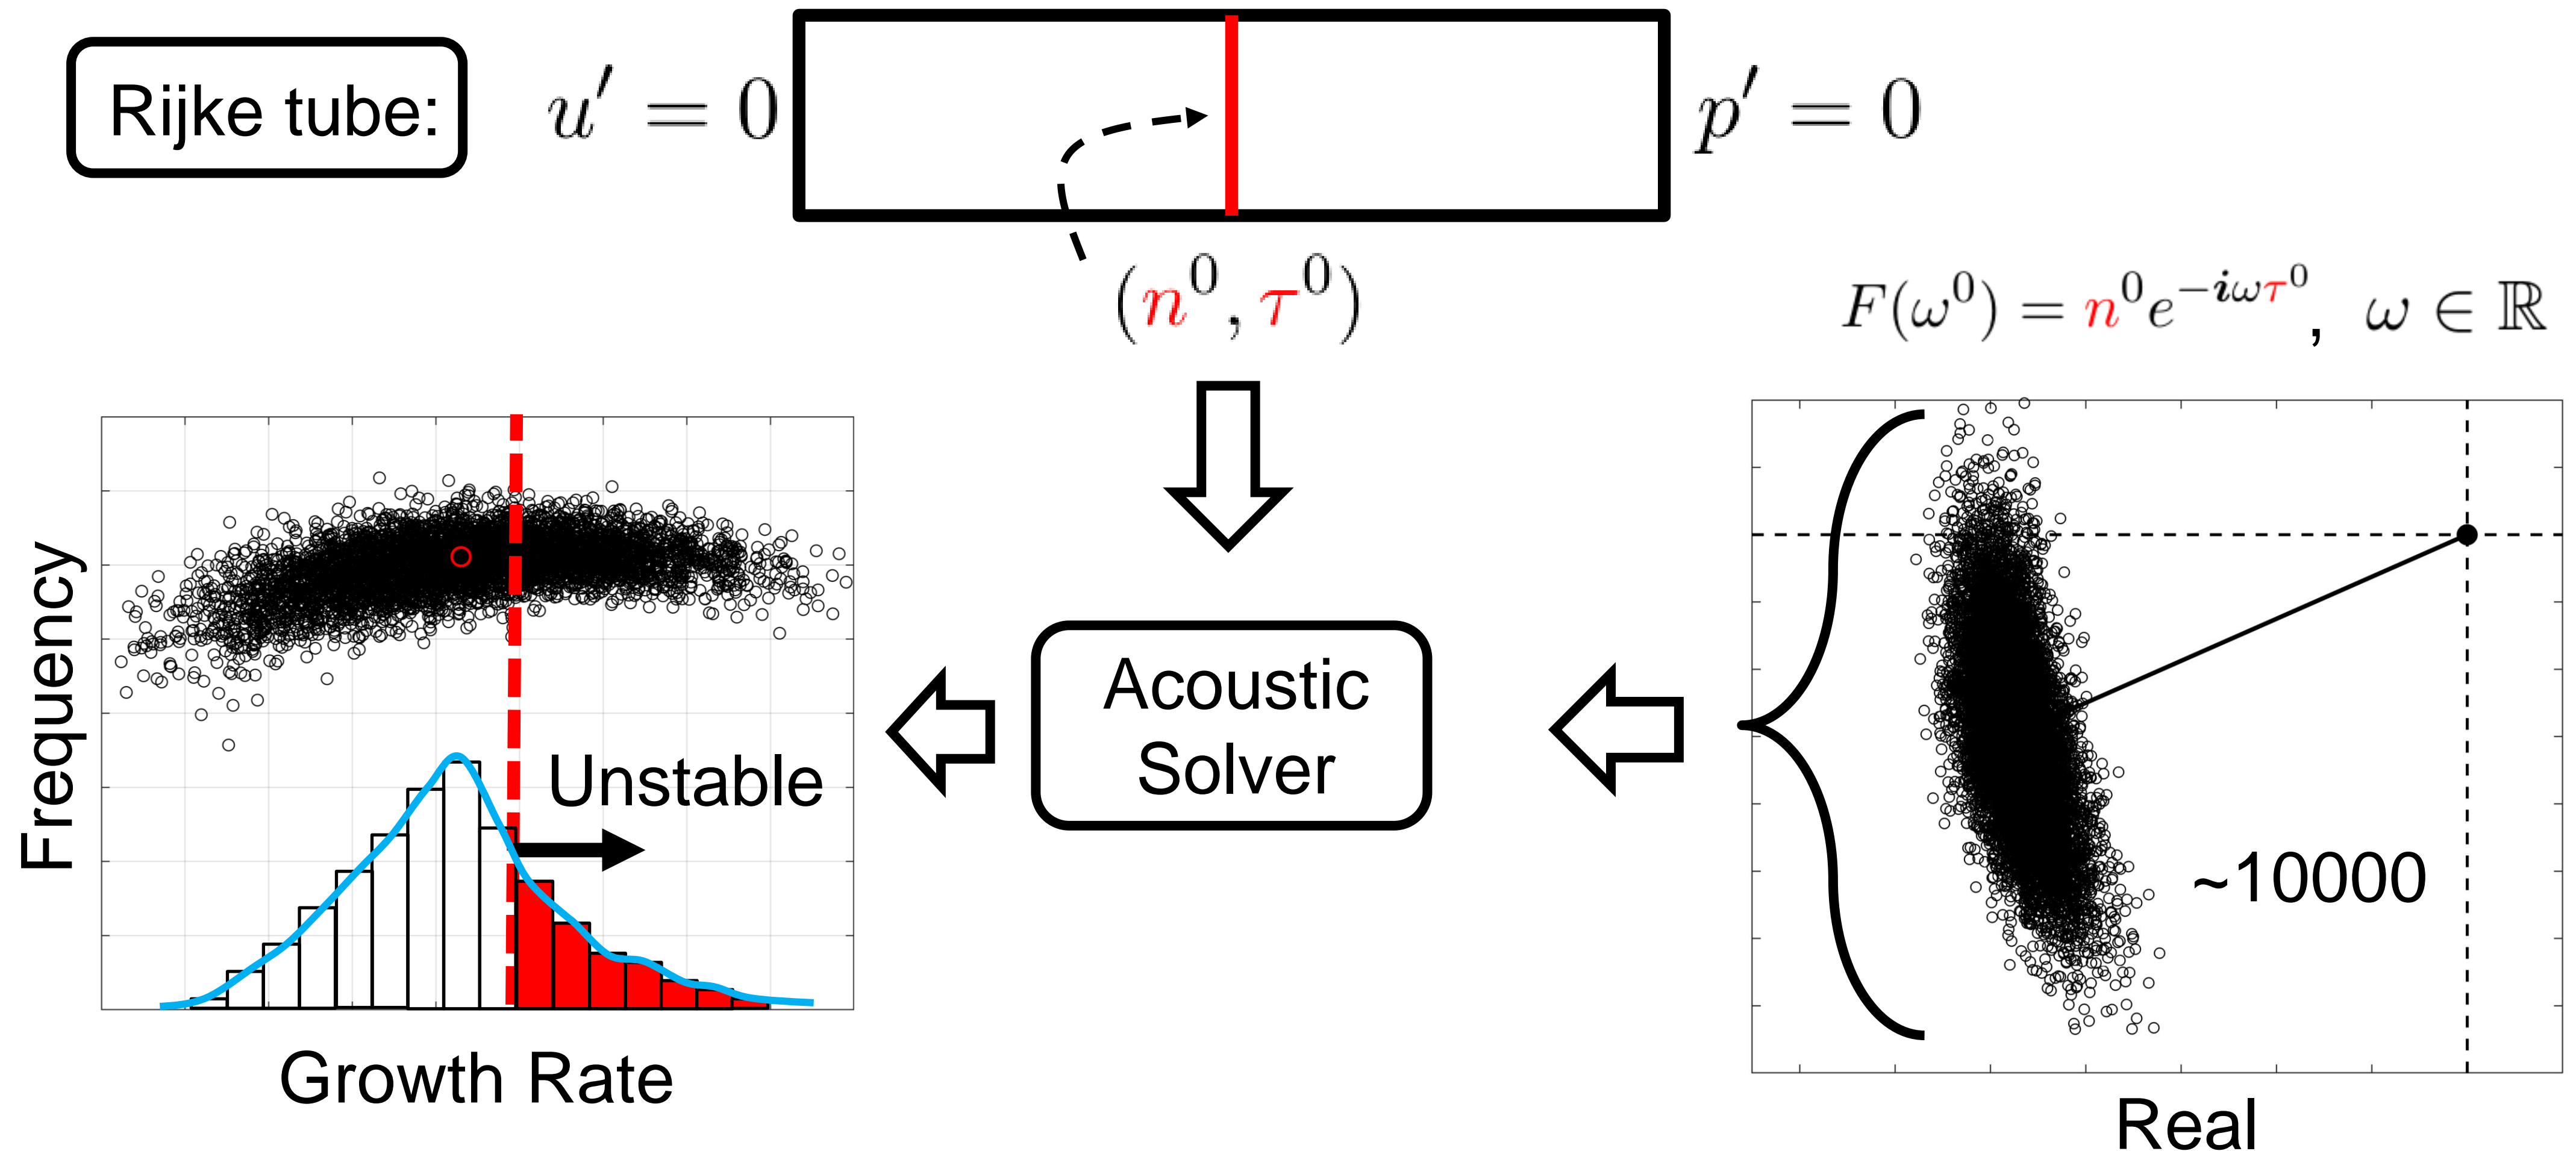 Rijke tube:
u′ = 0
p′ = 0
(n⁰, τ⁰)
F(ω⁰) = n⁰e^{−iωτ⁰}, ω ∈ ℝ
Frequency
Unstable
Growth Rate
Acoustic
Solver
~10000
Real